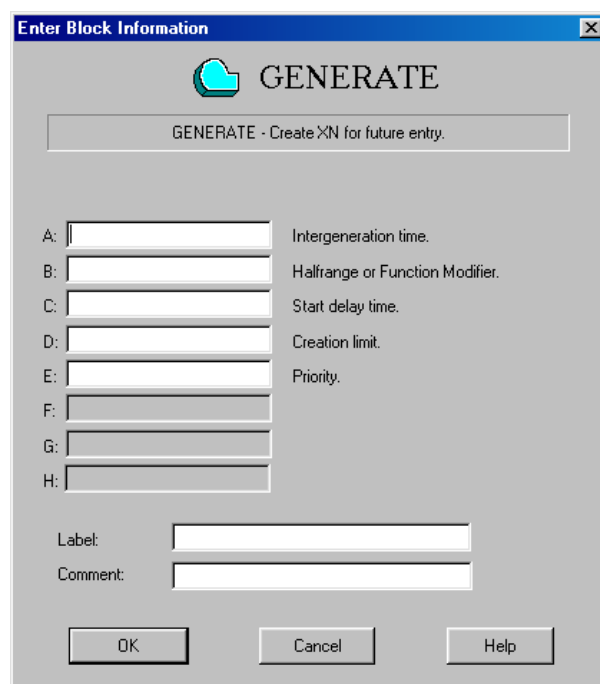 Enter Block Information
GENERATE
GENERATE - Create XN for future entry.
A: Intergeneration time.
B: Halfrange or Function Modifier.
C: Start delay time.
D: Creation limit.
E: Priority.
F:
G:
H:
Label:
Comment:
OK Cancel Help